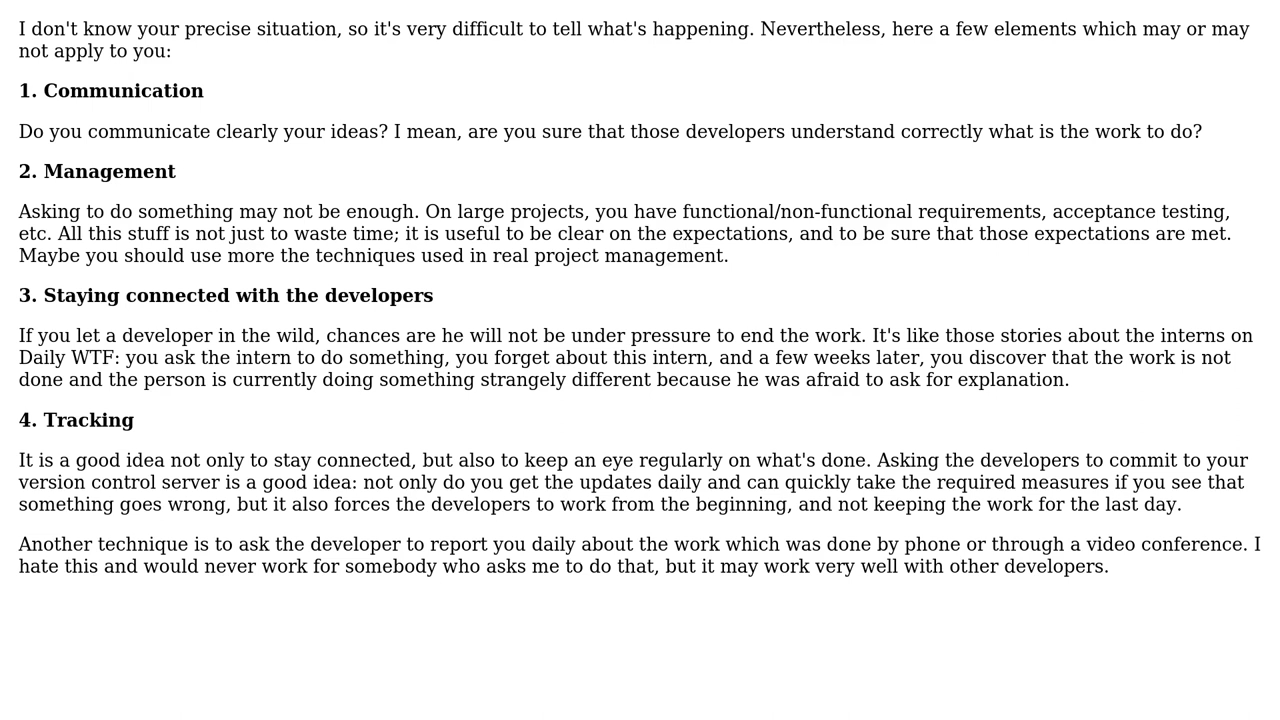 I don't know your precise situation, so it's very difficult to tell what's happening. Nevertheless, here a few elements which may or may
not apply to you:
1. Communication
Do you communicate clearly your ideas? I mean, are you sure that those developers understand correctly what is the work to do?
2. Management
Asking to do something may not be enough. On large projects, you have functional/non-functional requirements, acceptance testing,
etc. All this stuff is not just to waste time; it is useful to be clear on the expectations, and to be sure that those expectations are met.
Maybe you should use more the techniques used in real project management.
3. Staying connected with the developers
If you let a developer in the wild, chances are he will not be under pressure to end the work. It's like those stories about the interns on
Daily WTF: you ask the intern to do something, you forget about this intern, and a few weeks later, you discover that the work is not
done and the person is currently doing something strangely different because he was afraid to ask for explanation.
4. Tracking
It is a good idea not only to stay connected, but also to keep an eye regularly on what's done. Asking the developers to commit to your
version control server is a good idea: not only do you get the updates daily and can quickly take the required measures if you see that
something goes wrong, but it also forces the developers to work from the beginning, and not keeping the work for the last day.
Another technique is to ask the developer to report you daily about the work which was done by phone or through a video conference. I
hate this and would never work for somebody who asks me to do that, but it may work very well with other developers.